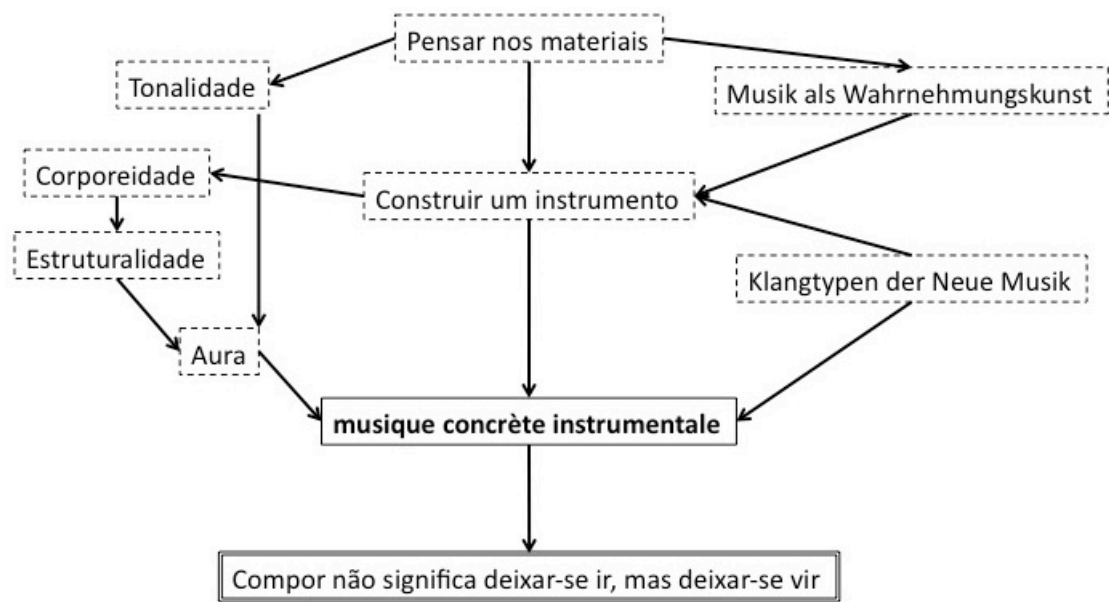 Pensar nos materiais
Tonalidade
Musik als Wahrnehmungskunst
Corporeidade
Construir um instrumento
Estruturalidade
Klangtypen der Neue Musik
Aura
musique concrète instrumentale
Compor não significa deixar-se ir, mas deixar-se vir